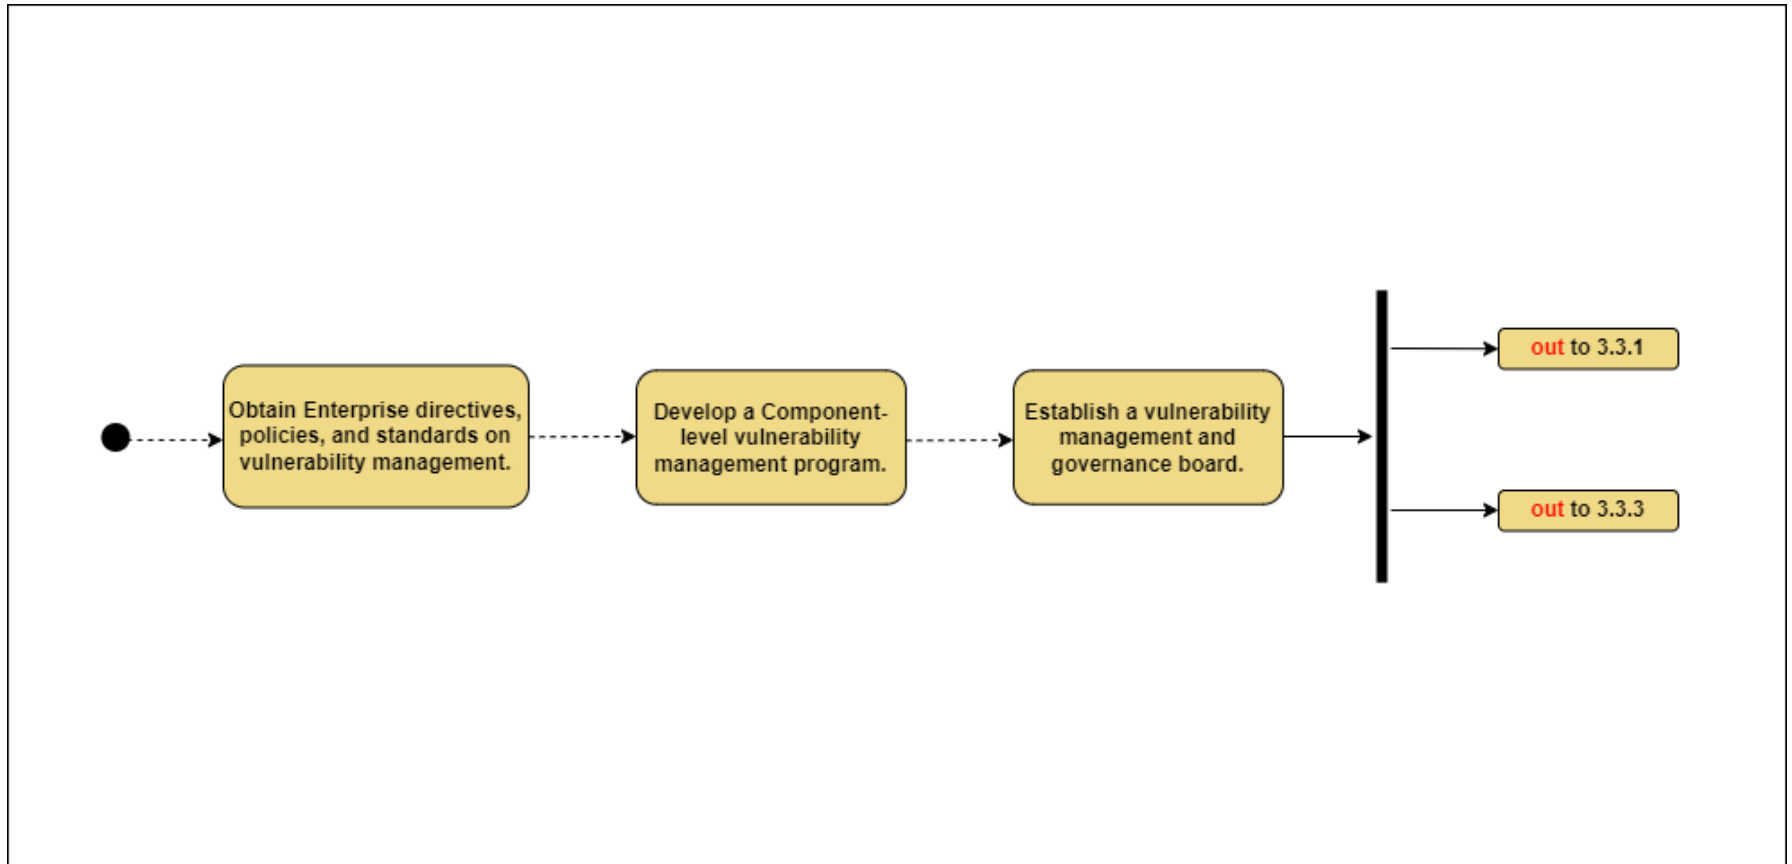 Obtain Enterprise directives,
policies, and standards on
vulnerability management.
Develop a Component-
level vulnerability
management program.
Establish a vulnerability
management and
governance board.
out to 3.3.1
out to 3.3.3